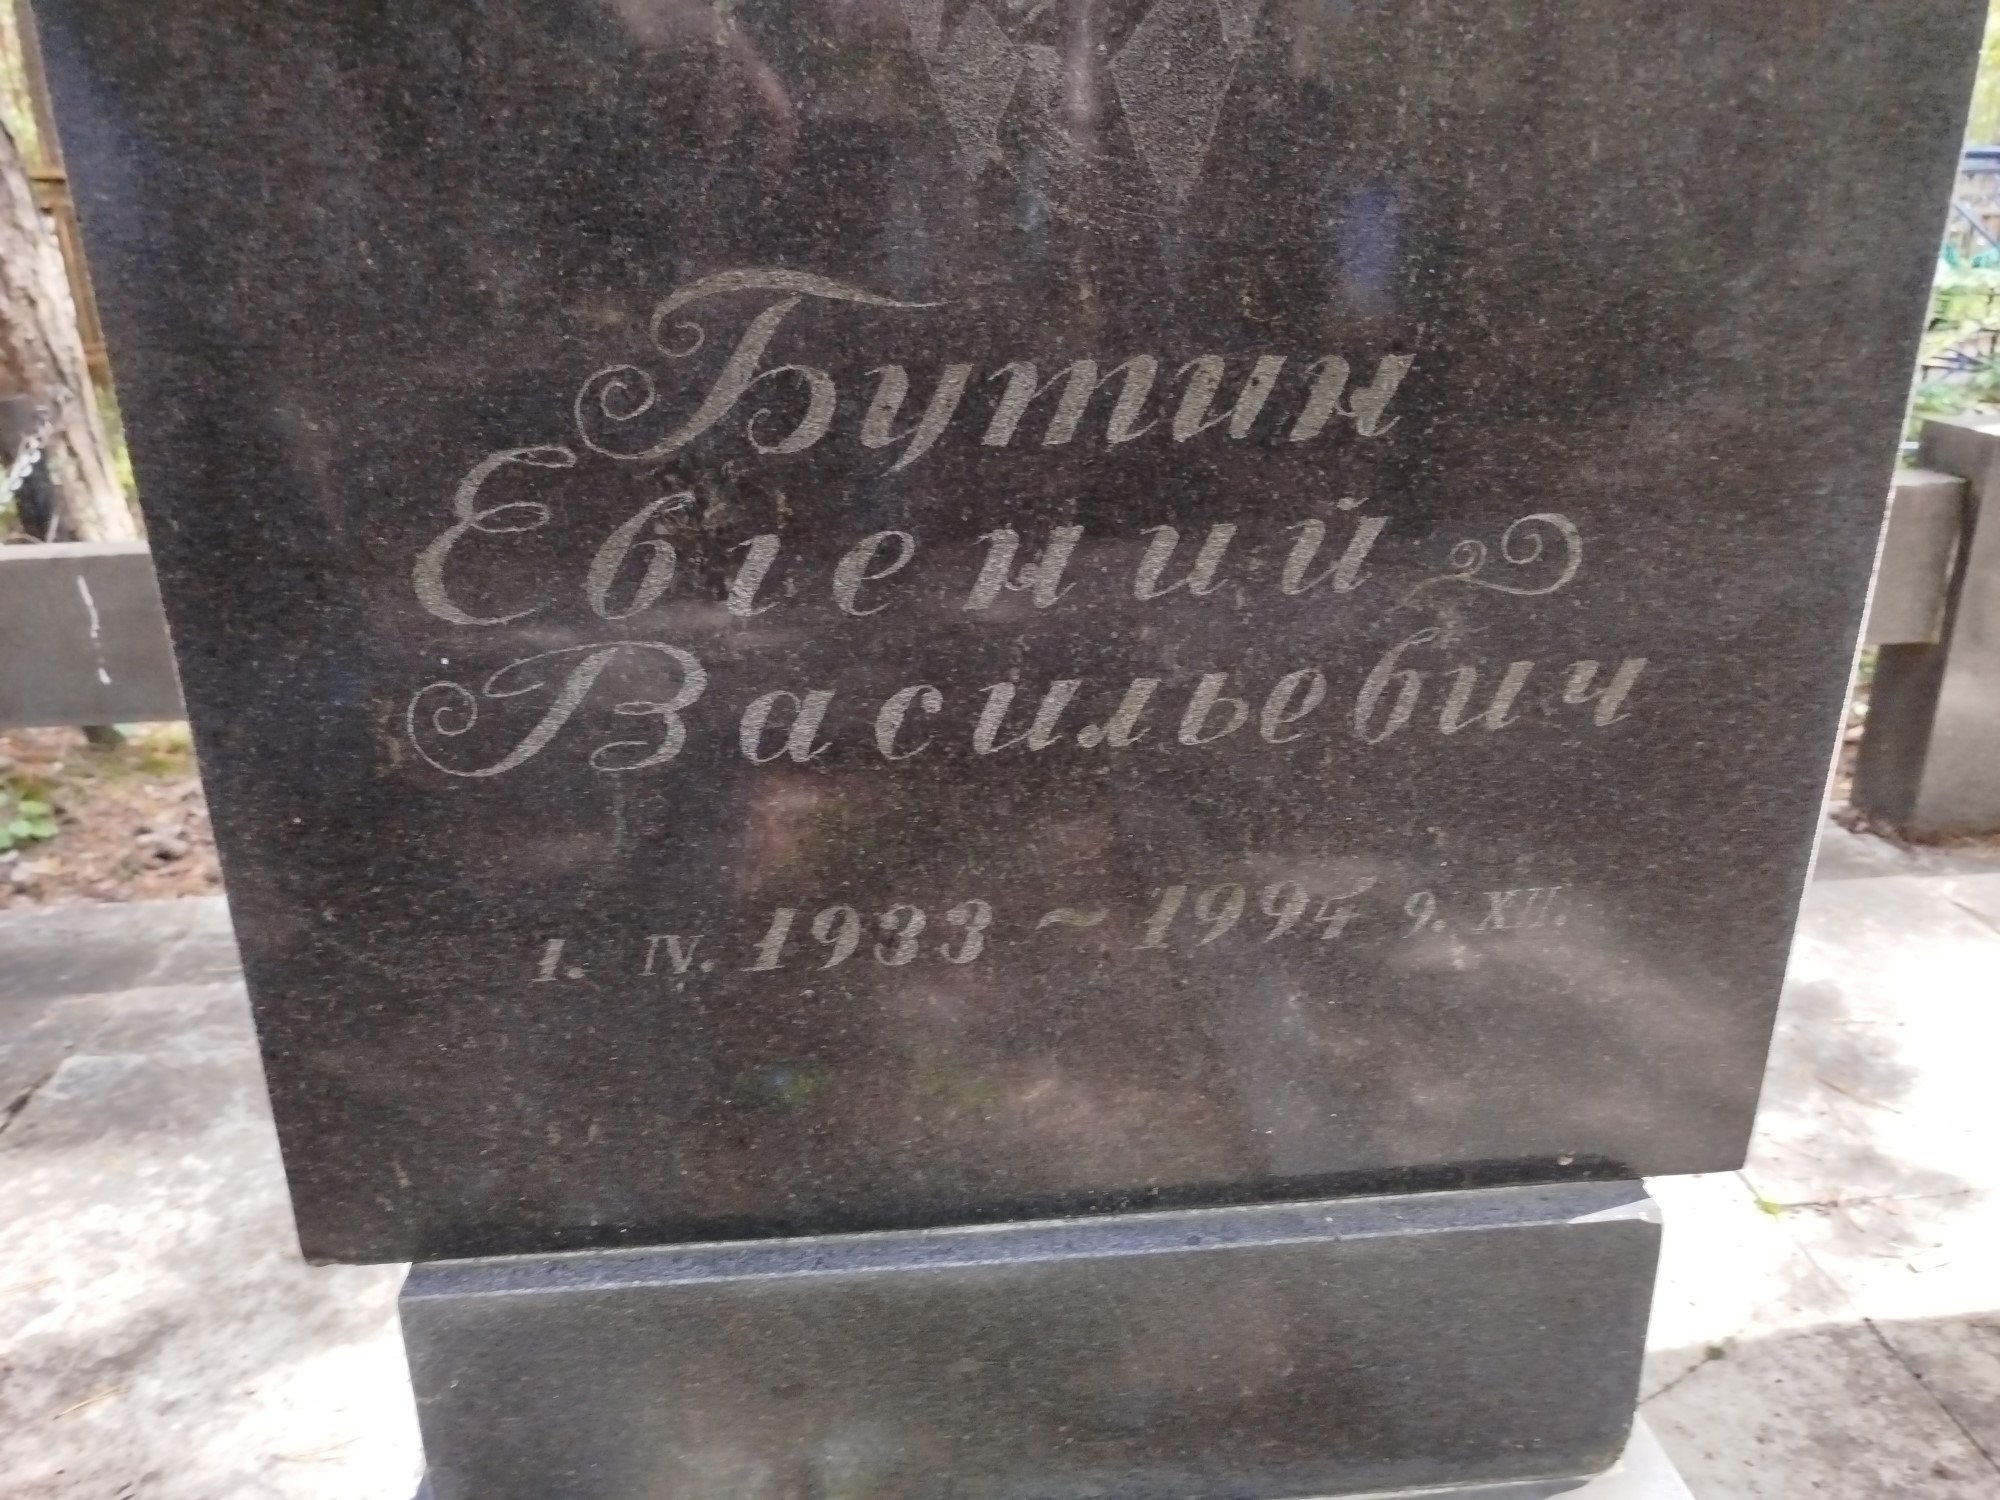 Бутин
Евгений
Васильевич
1. IV. 1933 ~ 1994 9. XII.